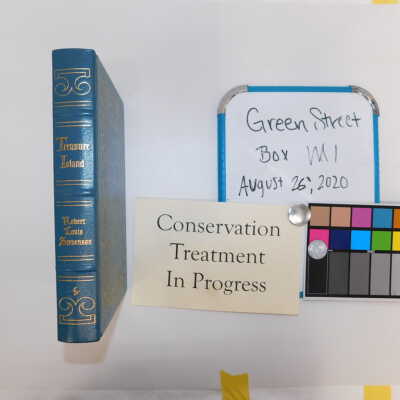 Treasure
Island
Robert
Louis
Stevenson
Green Street
Box M1
August 26, 2020
Conservation
Treatment
In Progress